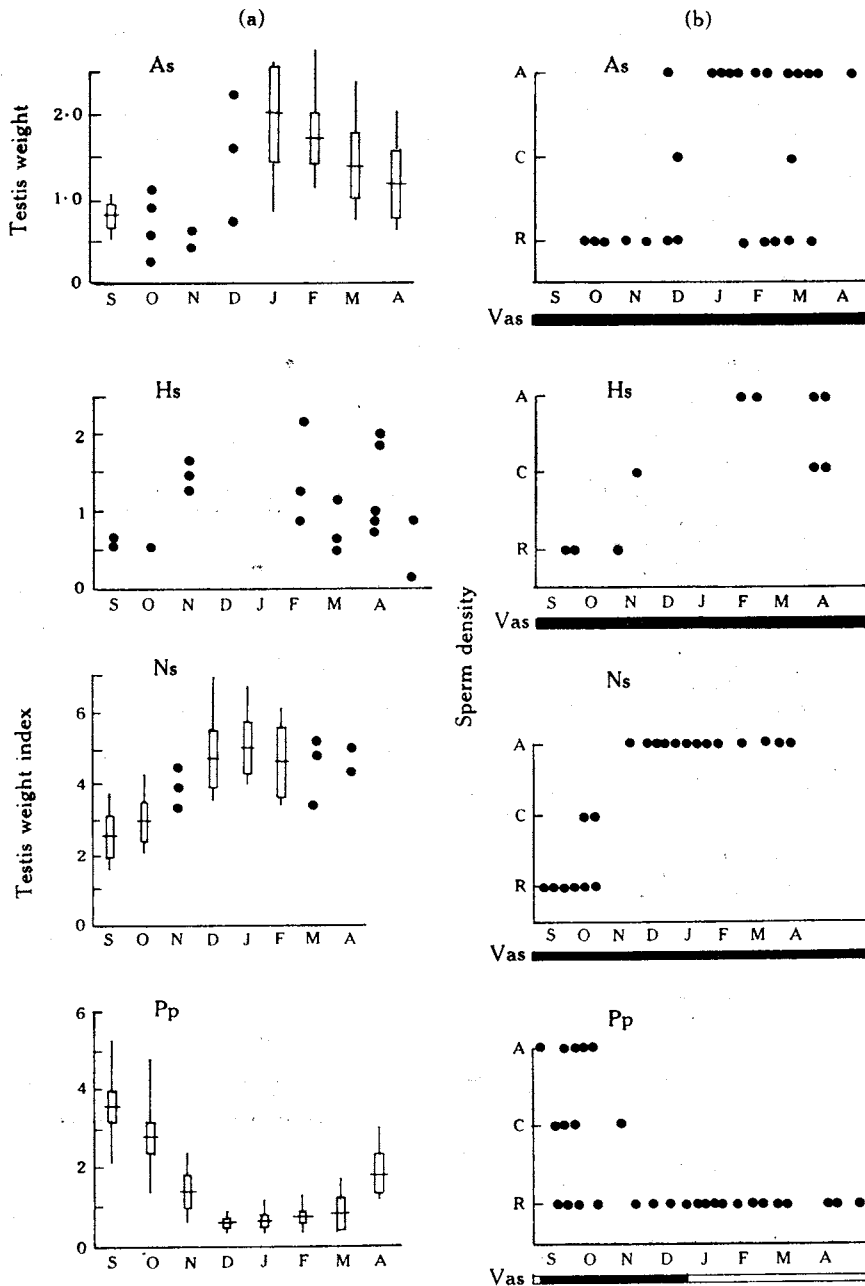 (a)
(b)
As
Testis weight
2·0
1·0
0
S O N D J F M A
As
A
C
R
S O N D J F M A
Vas
Hs
2
1
0
S O N D J F M A
Hs
A
C
R
S O N D J F M A
Vas
Sperm density
Ns
Testis weight index
6
4
2
0
S O N D J F M A
Ns
A
C
R
S O N D J F M A
Vas
Pp
6
4
2
0
S O N D J F M A
Pp
A
C
R
S O N D J F M A
Vas